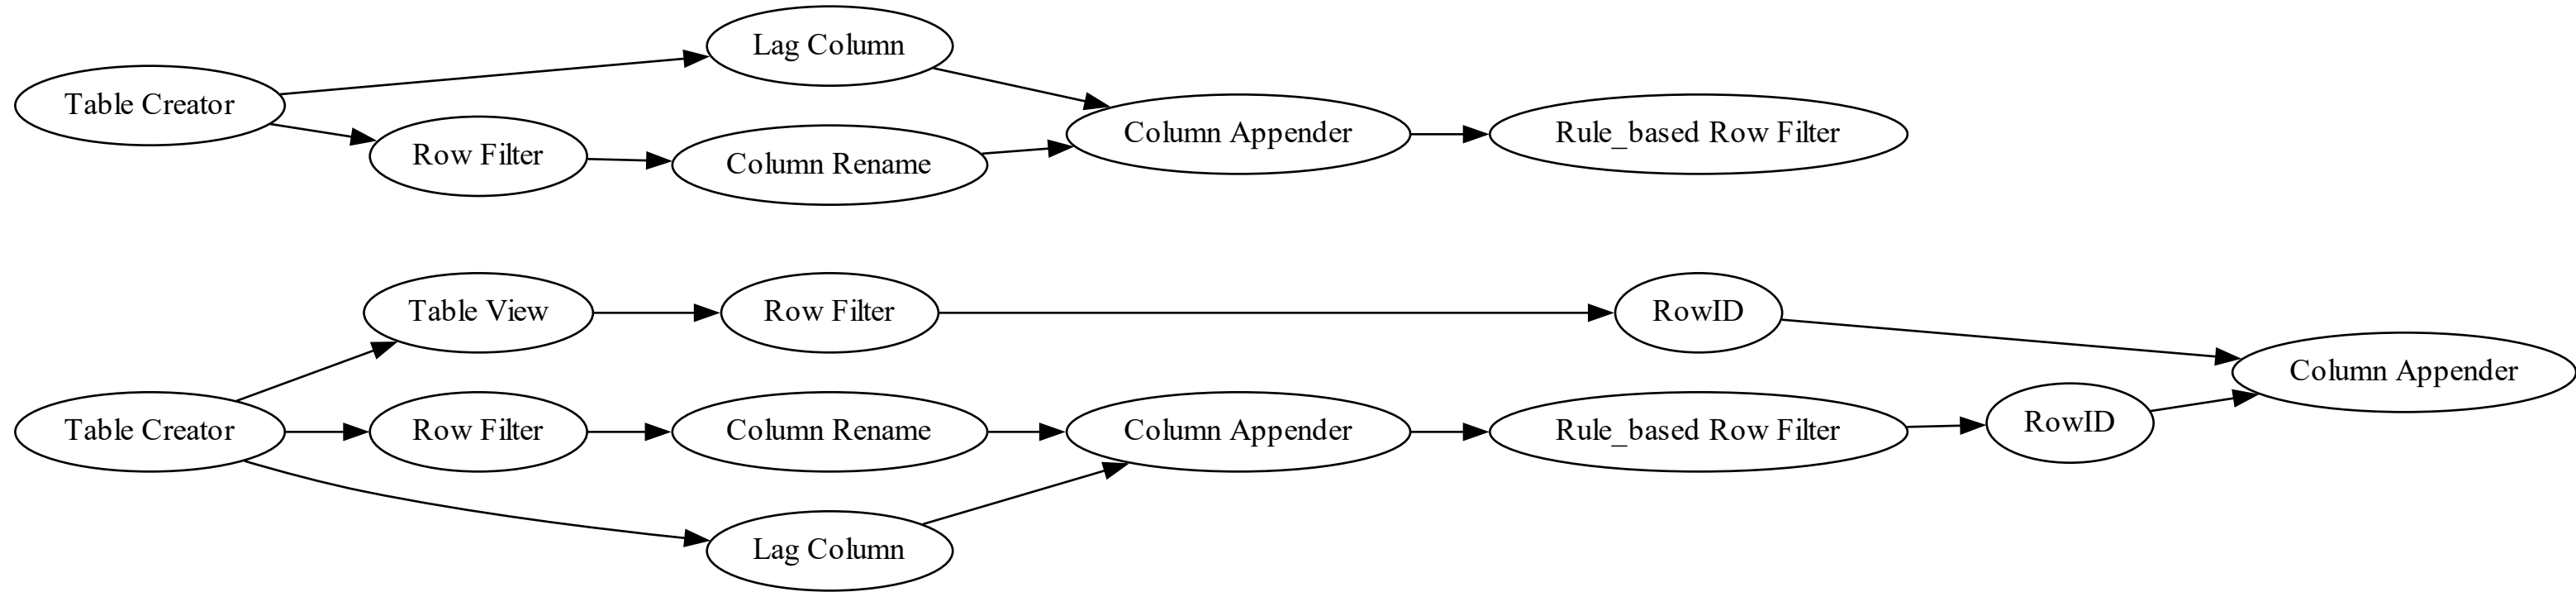 Lag Column
Table Creator
Row Filter
Column Rename
Column Appender
Rule_based Row Filter
Table View
Row Filter
RowID
Column Appender
Table Creator
Row Filter
Column Rename
Column Appender
Rule_based Row Filter
RowID
Lag Column